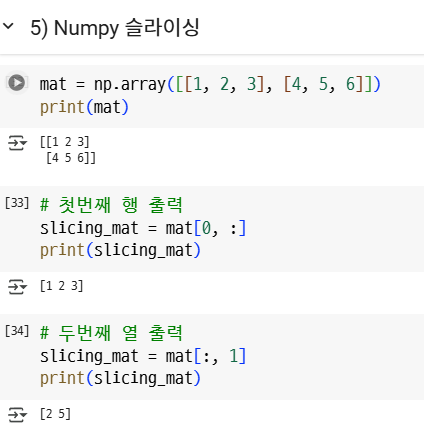 5) Numpy 슬라이싱
mat = np.array([[1, 2, 3], [4, 5, 6]])
print(mat)
[[1 2 3]
 [4 5 6]]
[33] # 첫번째 행 출력
slicing_mat = mat[0, :]
print(slicing_mat)
[1 2 3]
[34] # 두번째 열 출력
slicing_mat = mat[:, 1]
print(slicing_mat)
[2 5]